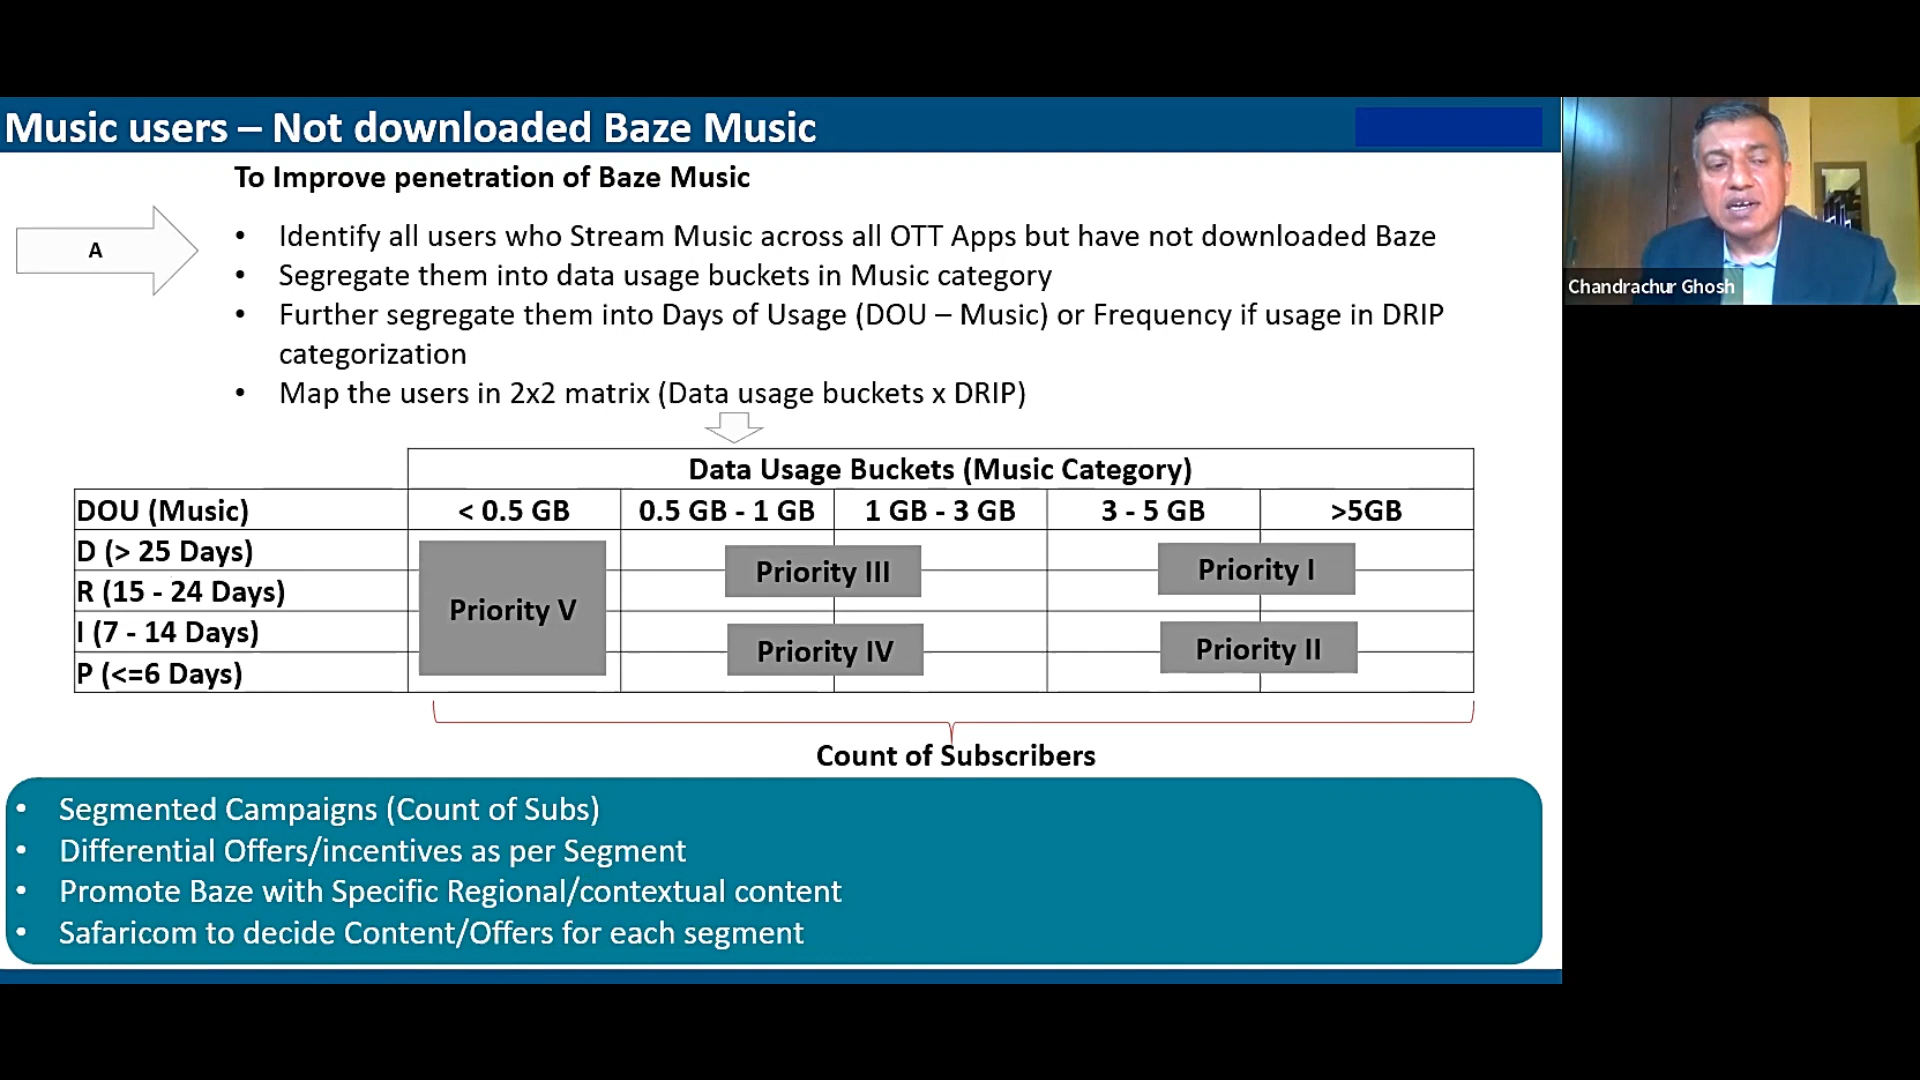 Music users – Not downloaded Baze Music
To Improve penetration of Baze Music
A
• Identify all users who Stream Music across all OTT Apps but have not downloaded Baze
• Segregate them into data usage buckets in Music category
• Further segregate them into Days of Usage (DOU – Music) or Frequency if usage in DRIP
categorization
• Map the users in 2x2 matrix (Data usage buckets x DRIP)
Data Usage Buckets (Music Category)
DOU (Music) < 0.5 GB 0.5 GB - 1 GB 1 GB - 3 GB 3 - 5 GB >5GB
D (> 25 Days)
R (15 - 24 Days)
I (7 - 14 Days)
P (<=6 Days)
Priority V
Priority III
Priority I
Priority IV
Priority II
Count of Subscribers
• Segmented Campaigns (Count of Subs)
• Differential Offers/incentives as per Segment
• Promote Baze with Specific Regional/contextual content
• Safaricom to decide Content/Offers for each segment
Chandrachur Ghosh